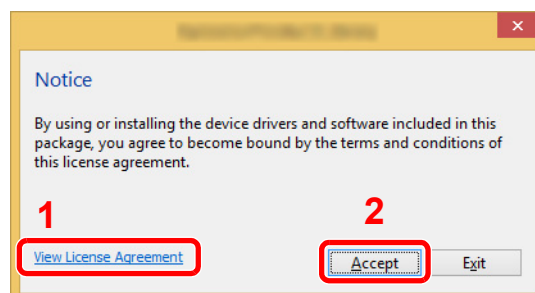 Notice
By using or installing the device drivers and software included in this
package, you agree to become bound by the terms and conditions of
this license agreement.
1
2
View License Agreement
Accept
Exit